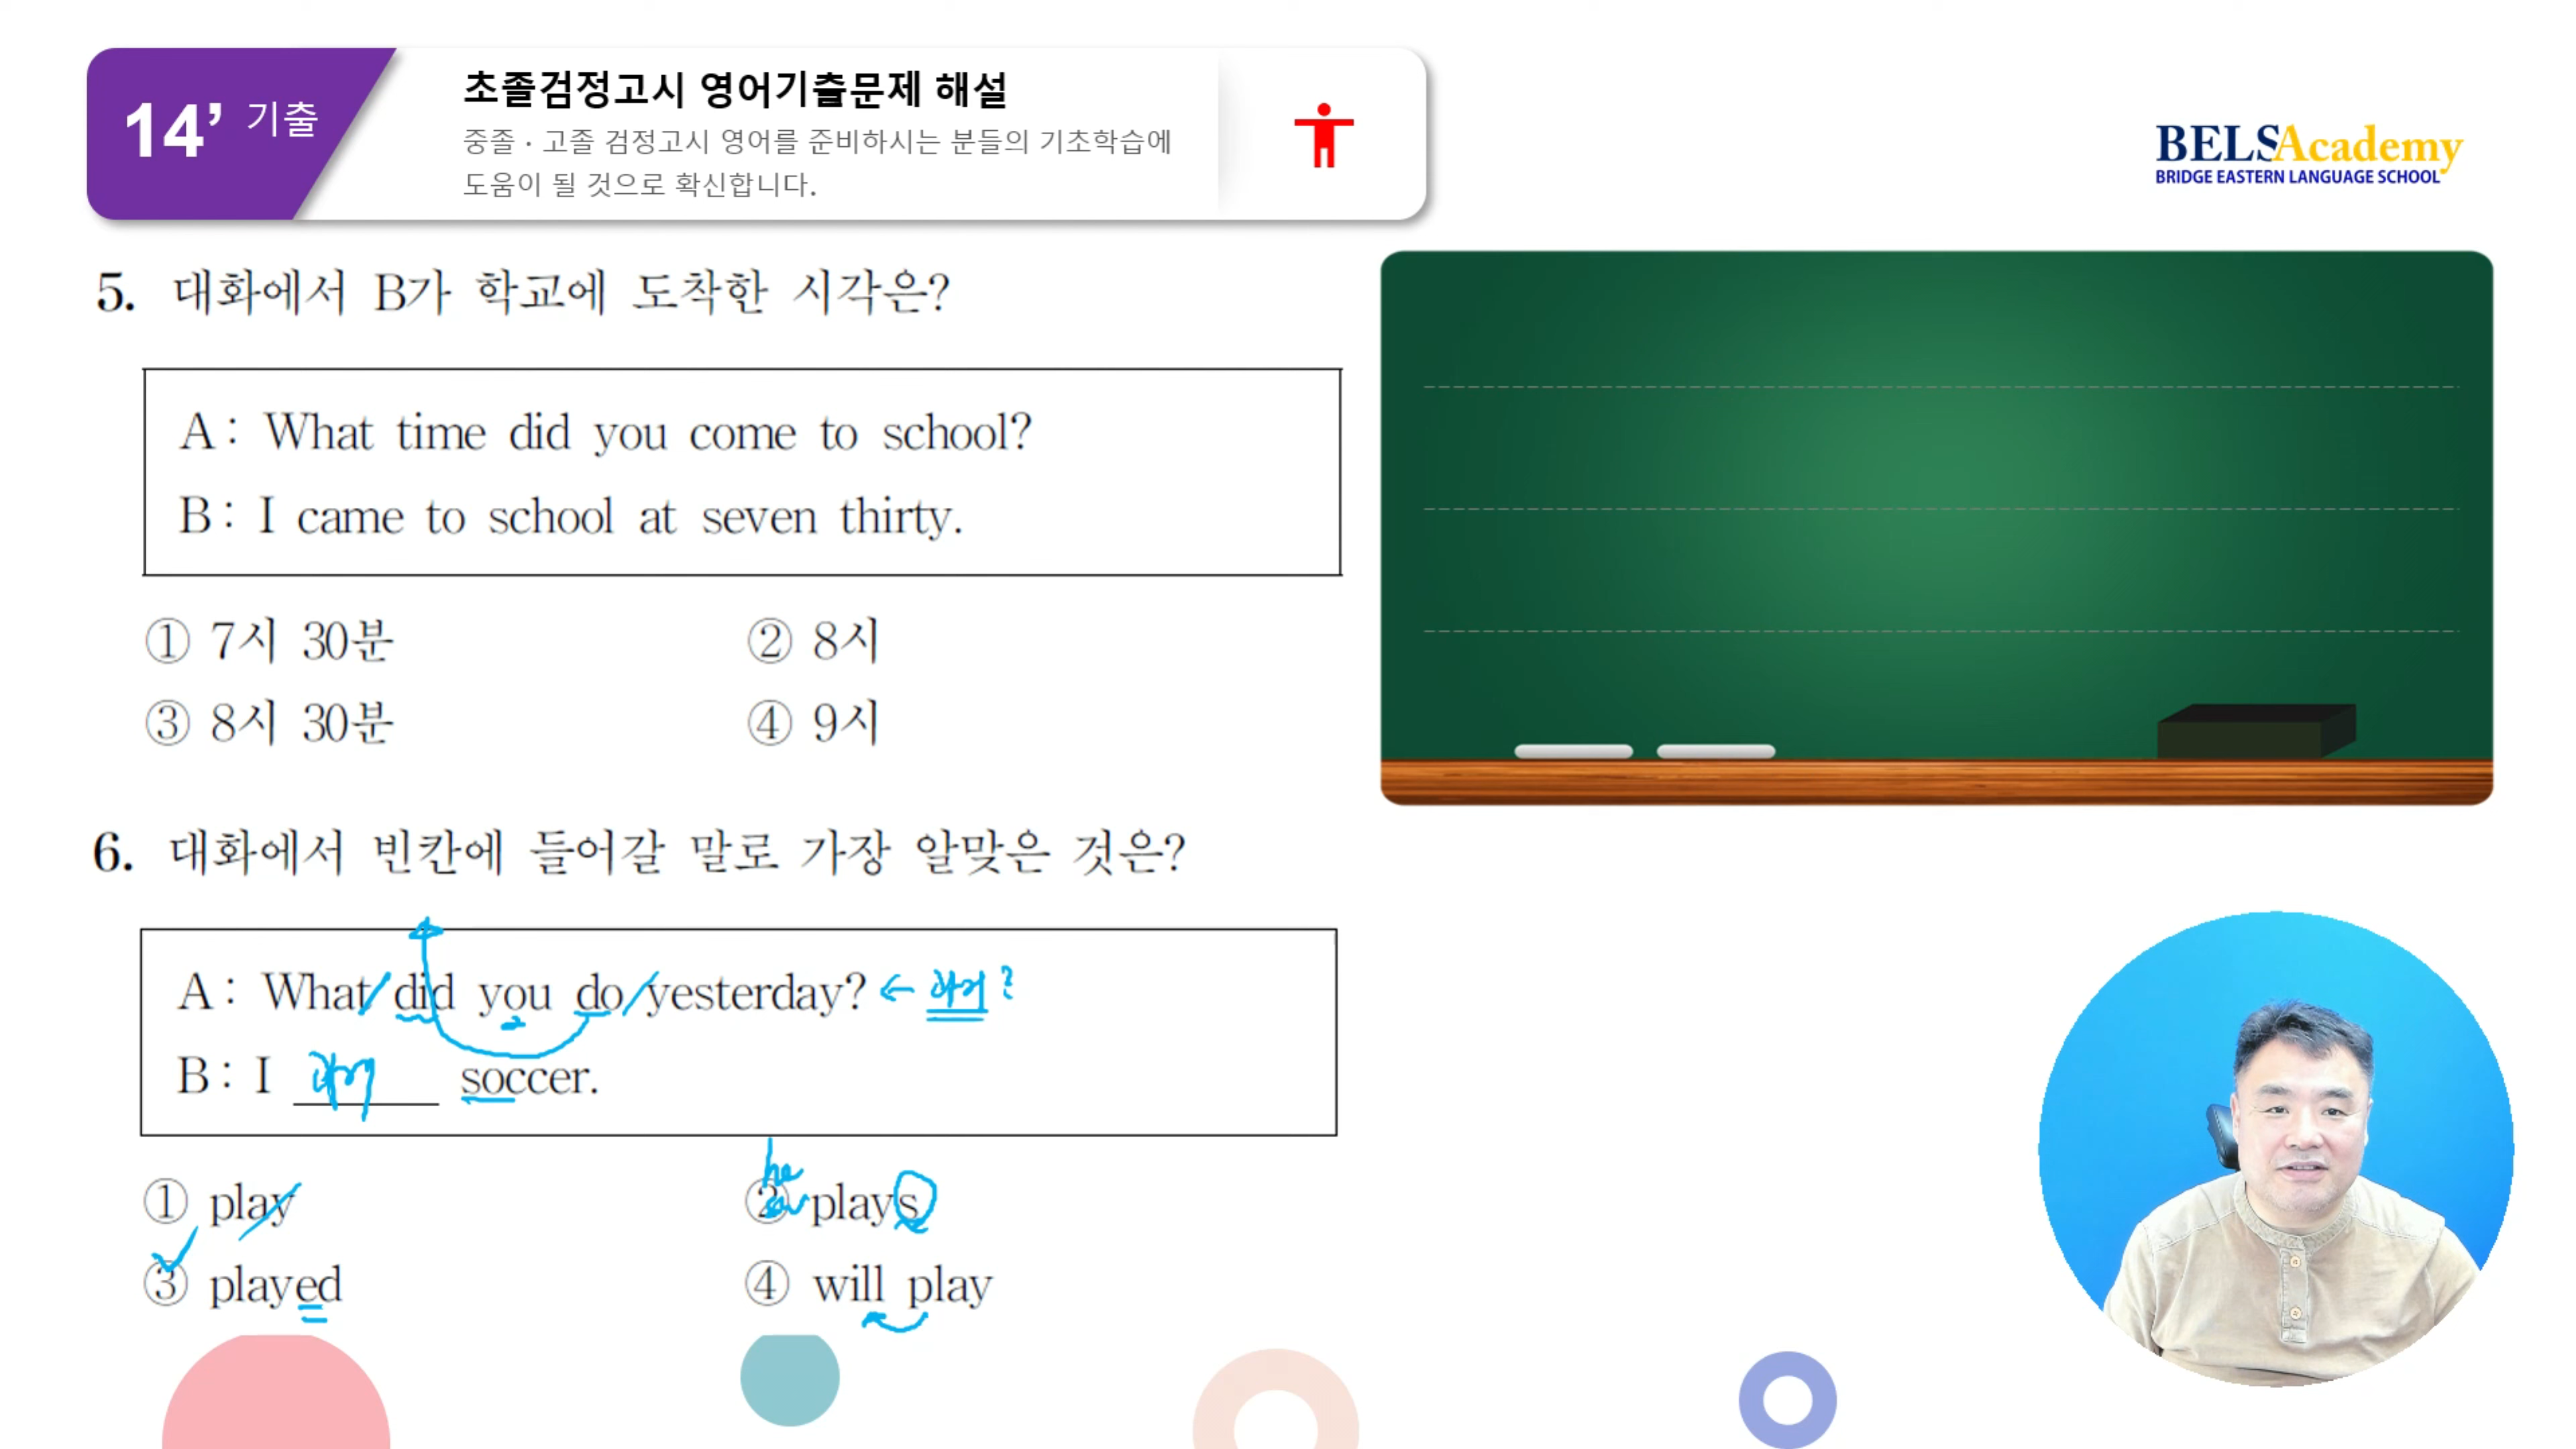 14’ 기출
초졸검정고시 영어기출문제 해설
중졸 · 고졸 검정고시 영어를 준비하시는 분들의 기초학습에
도움이 될 것으로 확신합니다.
BELSAcademy
BRIDGE EASTERN LANGUAGE SCHOOL
5. 대화에서 B가 학교에 도착한 시각은?
A : What time did you come to school?
B : I came to school at seven thirty.
① 7시 30분 ② 8시
③ 8시 30분 ④ 9시
6. 대화에서 빈칸에 들어갈 말로 가장 알맞은 것은?
A : What did you do yesterday? ← 과거?
B : I 과거 soccer.
he
① play ② plays
③ played ④ will play